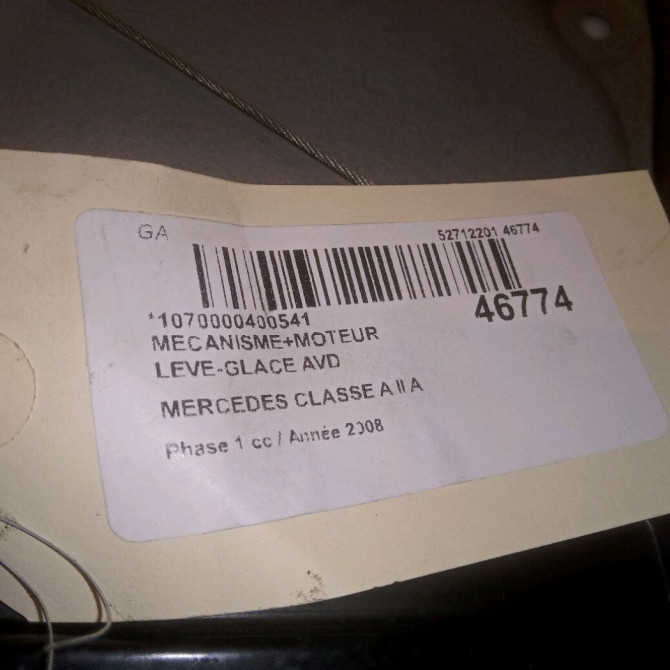 GA
52712201 46774
46774
*1070000400541
MECANISME+MOTEUR
LEVE-GLACE AVD
MERCEDES CLASSE A II A
Phase 1 cc / Année 2008